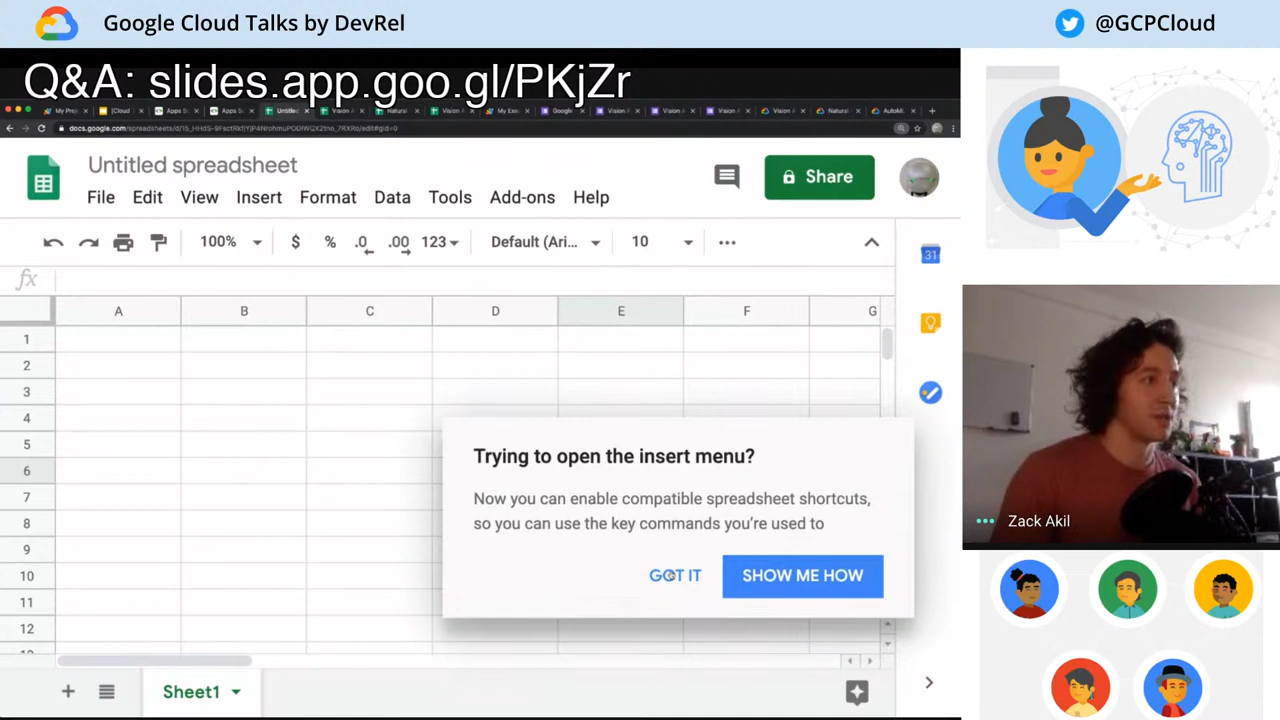 Google Cloud Talks by DevRel
@GCPCloud
Q&A: slides.app.goo.gl/PKjZr
Untitled spreadsheet
Share
File Edit View Insert Format Data Tools Add-ons Help
100% $ % .0 .00 123 Default (Ari... 10
31
fx
A B C D E F G
1
2
3
4
5
6
7
8
9
10
11
12
Trying to open the insert menu?
Now you can enable compatible spreadsheet shortcuts,
so you can use the key commands you're used to
GOT IT SHOW ME HOW
Sheet1
Zack Akil